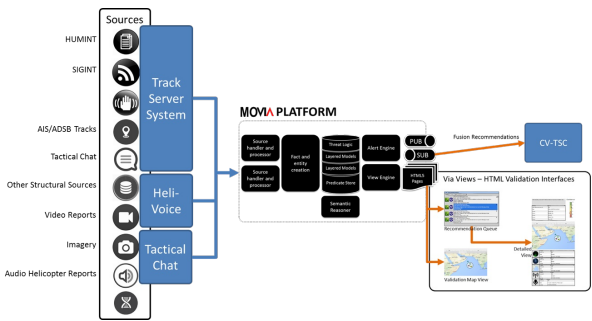 Sources
HUMINT
SIGINT
AIS/ADSB Tracks
Tactical Chat
Other Structural Sources
Video Reports
Imagery
Audio Helicopter Reports
Track
Server
System
Heli-
Voice
Tactical
Chat
MOVIA PLATFORM
Source
handler and
processor
Source
handling and
processor
Fact and
entity
creation
Threat Logic
Layered Models
Layered Models
Predicate Store
Semantic
Reasoner
Alert Engine
View Engine
PUB
SUB
HTML5
Pages
Fusion Recommendations
CV-TSC
Via Views – HTML Validation Interfaces
Recommendation Queue
Detailed
View
Validation Map View